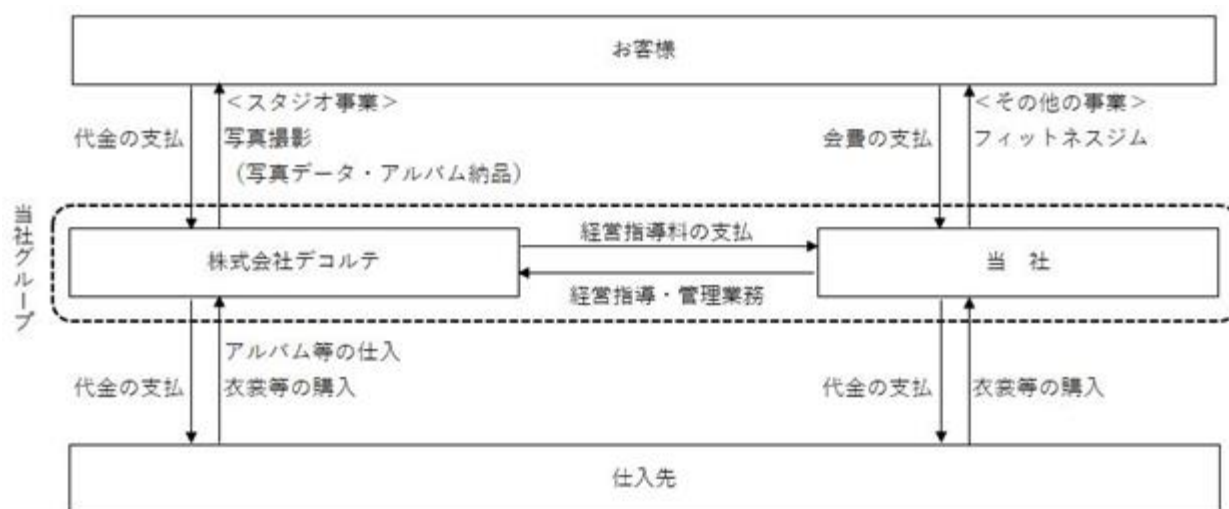 お客様
代金の支払
＜スタジオ事業＞
写真撮影
（写真データ・アルバム納品）
会費の支払
＜その他の事業＞
フィットネスジム
当社グループ
株式会社デコルテ
経営指導料の支払
経営指導・管理業務
当　社
代金の支払
アルバム等の仕入
衣裳等の購入
代金の支払
衣裳等の購入
仕入先